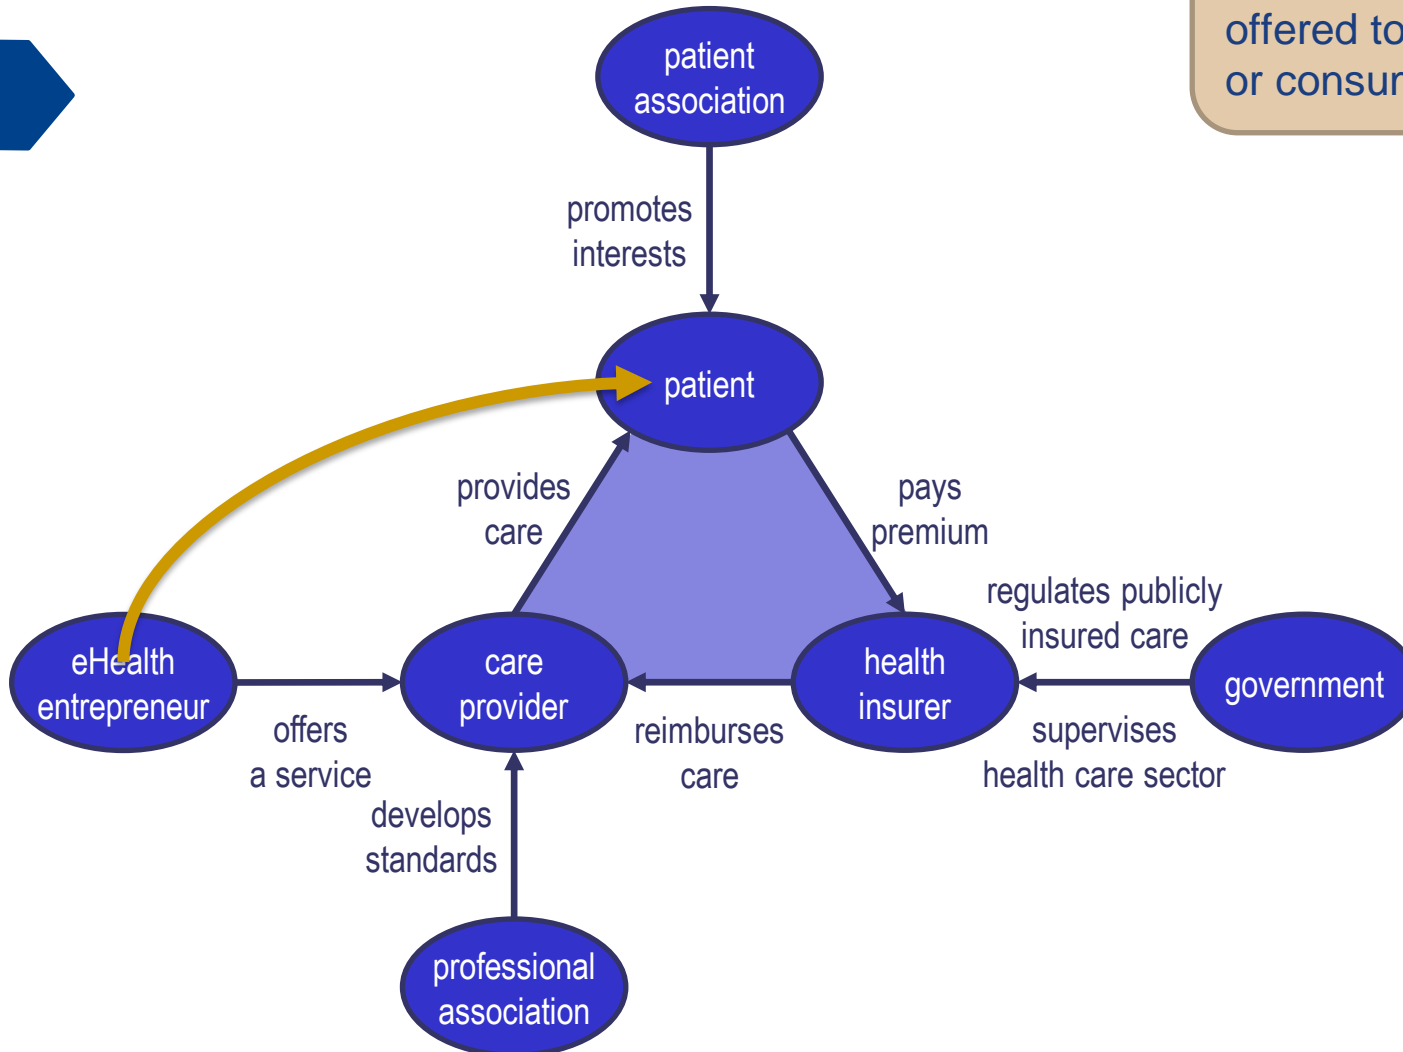 offered to
or consu
patient
association
promotes
interests
patient
provides
care
pays
premium
regulates publicly
insured care
eHealth
entrepreneur
care
provider
health
insurer
government
offers
a service
reimburses
care
supervises
health care sector
develops
standards
professional
association